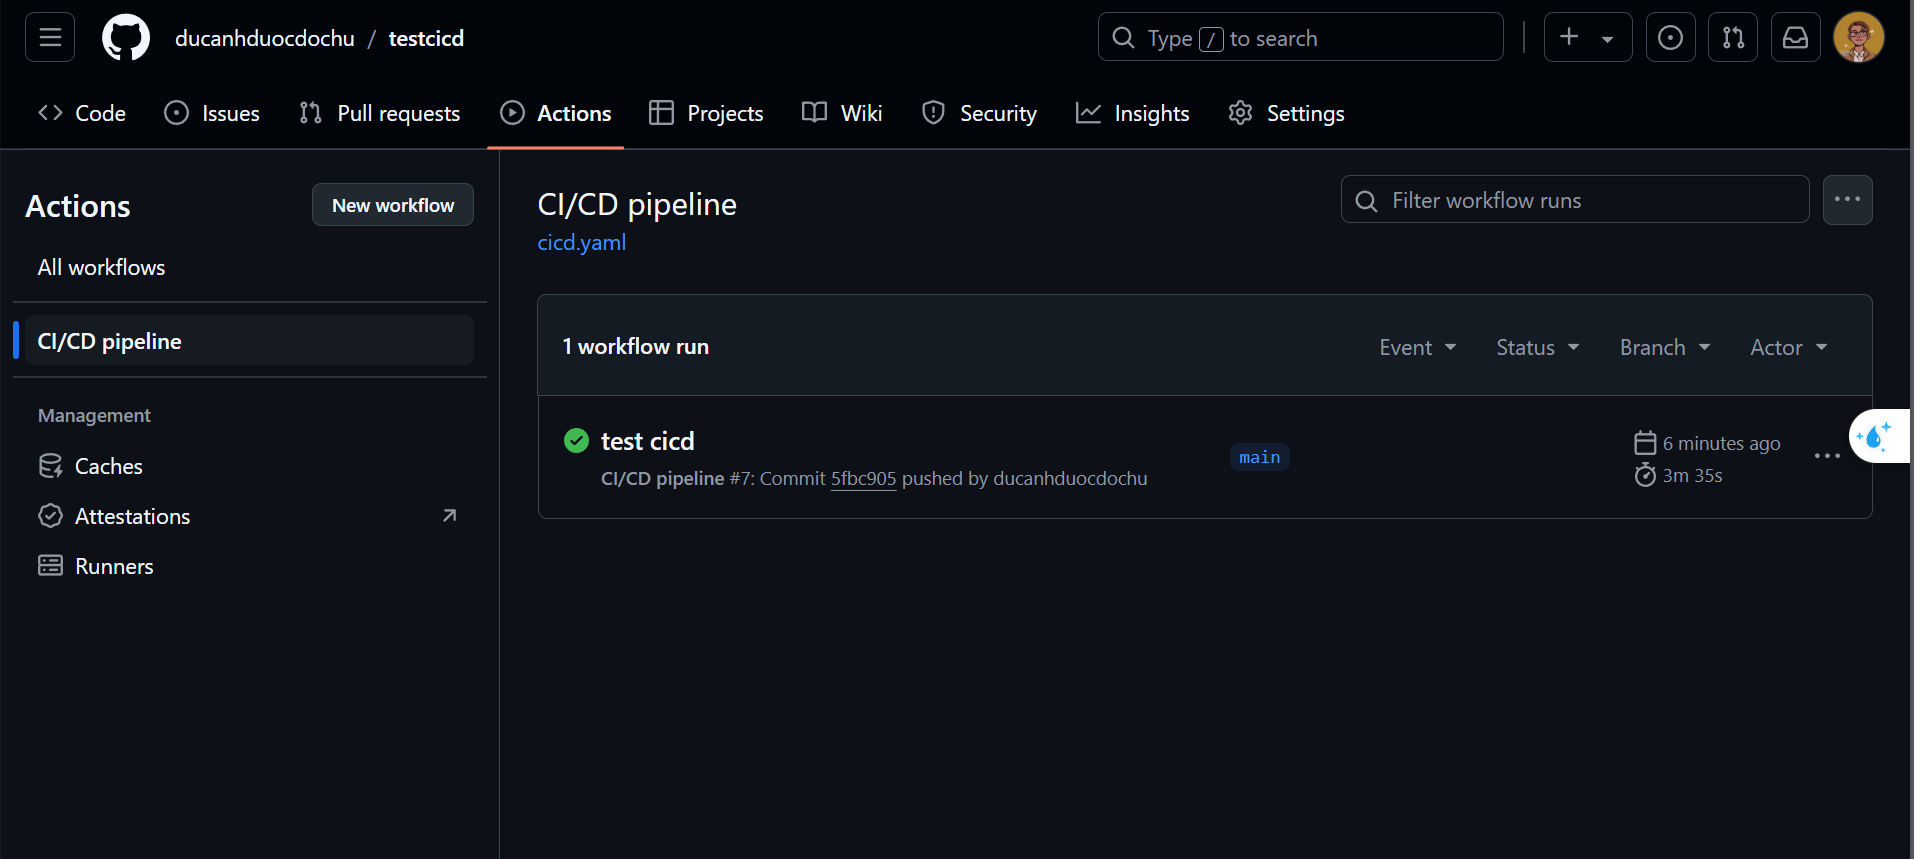 ducanhduocdochu / testcicd
Type / to search
Code
Issues
Pull requests
Actions
Projects
Wiki
Security
Insights
Settings
Actions
New workflow
All workflows
CI/CD pipeline
Management
Caches
Attestations
Runners
CI/CD pipeline
cicd.yaml
Filter workflow runs
1 workflow run
Event
Status
Branch
Actor
test cicd
CI/CD pipeline #7: Commit 5fbc905 pushed by ducanhduocdochu
main
6 minutes ago
3m 35s